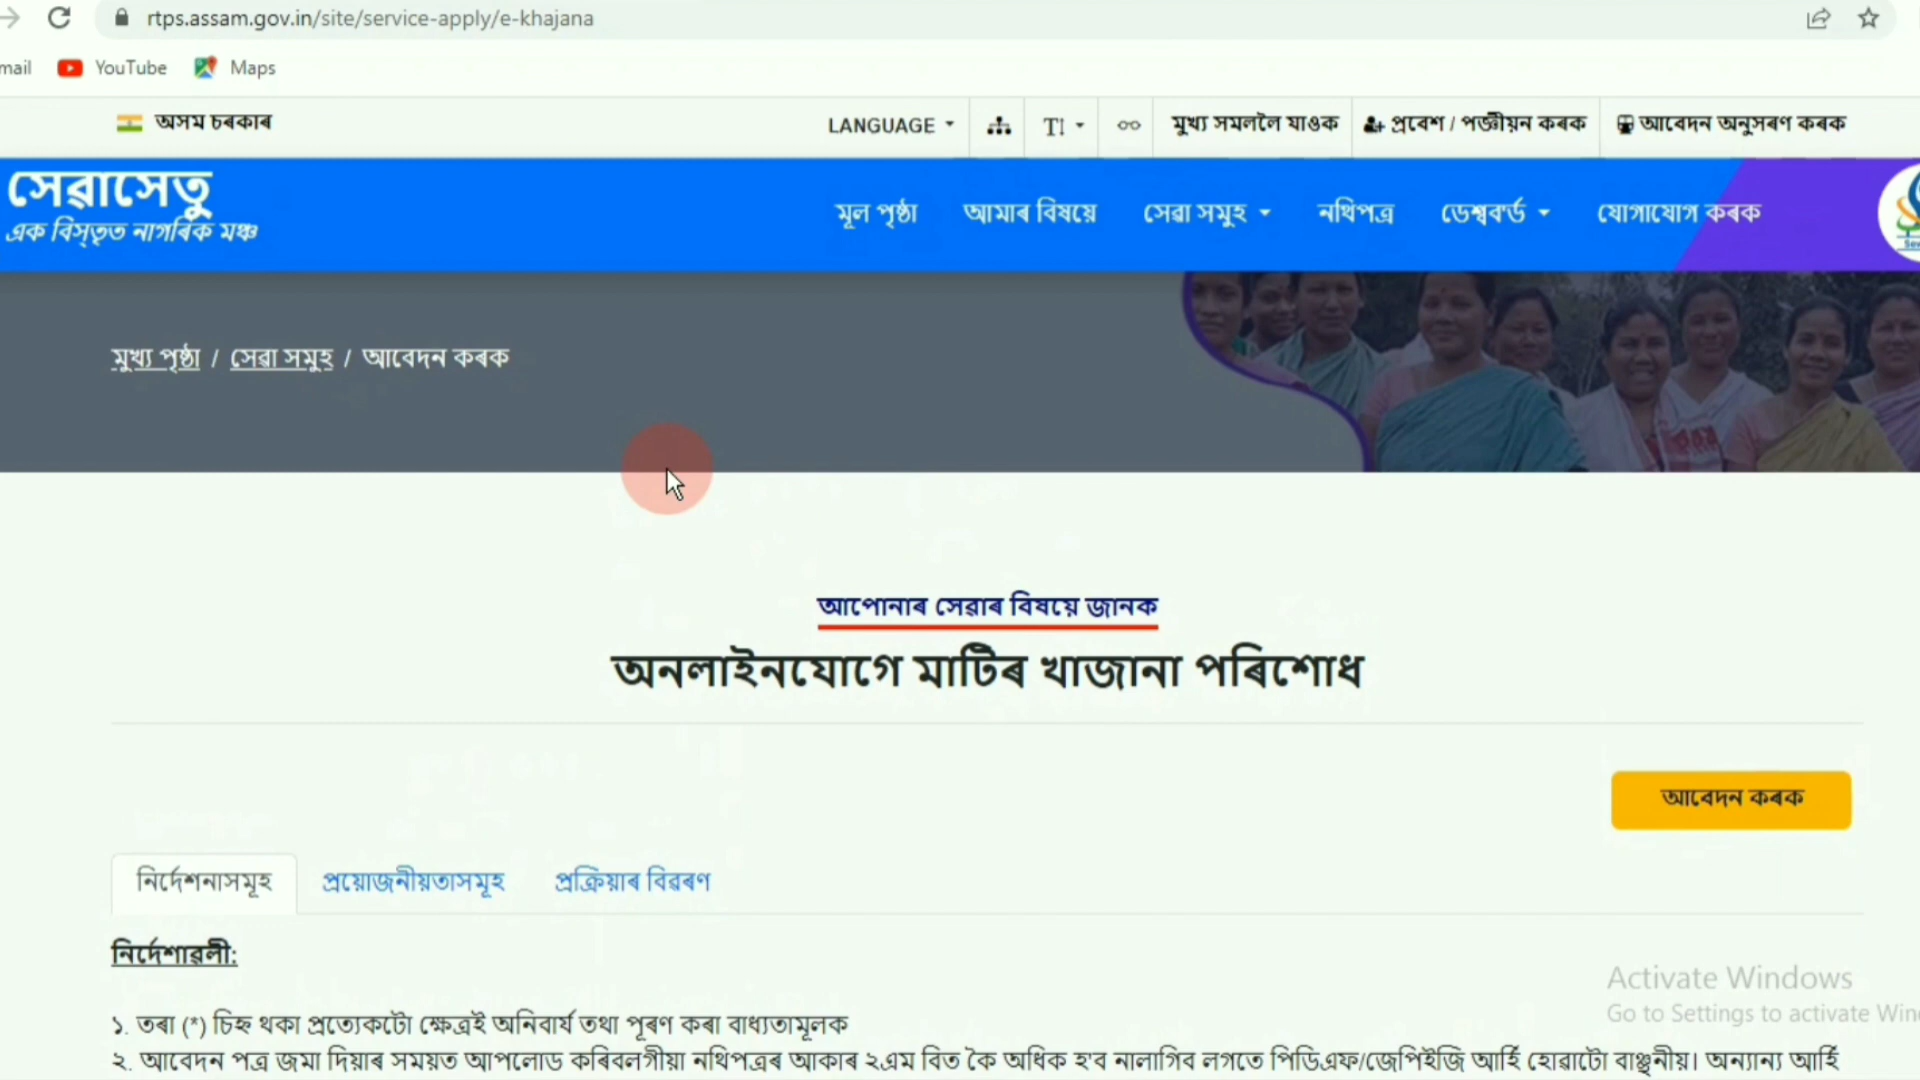 rtps.assam.gov.in/site/service-apply/e-khajana
mail YouTube Maps
অসম চৰকাৰ LANGUAGE T! মুখ্য সমললৈ যাওক প্ৰবেশ / পঞ্জীয়ন কৰক আবেদন অনুসৰণ কৰক
সেৱাসেতু
এক বিস্তৃত নাগৰিক মঞ্চ
মূল পৃষ্ঠা আমাৰ বিষয়ে সেৱা সমুহ নথিপত্ৰ ডেশ্বব'ৰ্ড যোগাযোগ কৰক
মুখ্য পৃষ্ঠা / সেৱা সমুহ / আবেদন কৰক
আপোনাৰ সেৱাৰ বিষয়ে জানক
অনলাইনযোগে মাটিৰ খাজানা পৰিশোধ
আবেদন কৰক
নিৰ্দেশনাসমূহ প্ৰয়োজনীয়তাসমূহ প্ৰক্ৰিয়াৰ বিৱৰণ
নিৰ্দেশাৱলী:
১. তৰা (*) চিহ্ন থকা প্ৰত্যেকটো ক্ষেত্ৰই অনিবাৰ্য তথা পূৰণ কৰা বাধ্যতামূলক
২. আবেদন পত্ৰ জমা দিয়াৰ সময়ত আপলোড কৰিবলগীয়া নথিপত্ৰৰ আকাৰ ২এম বিত কৈ অধিক হ'ব নালাগিব লগতে পিডিএফ/জেপিইজি আৰ্হি হোৱাটো বাঞ্ছনীয়। অন্যান্য আৰ্হি
Activate Windows
Go to Settings to activate Win